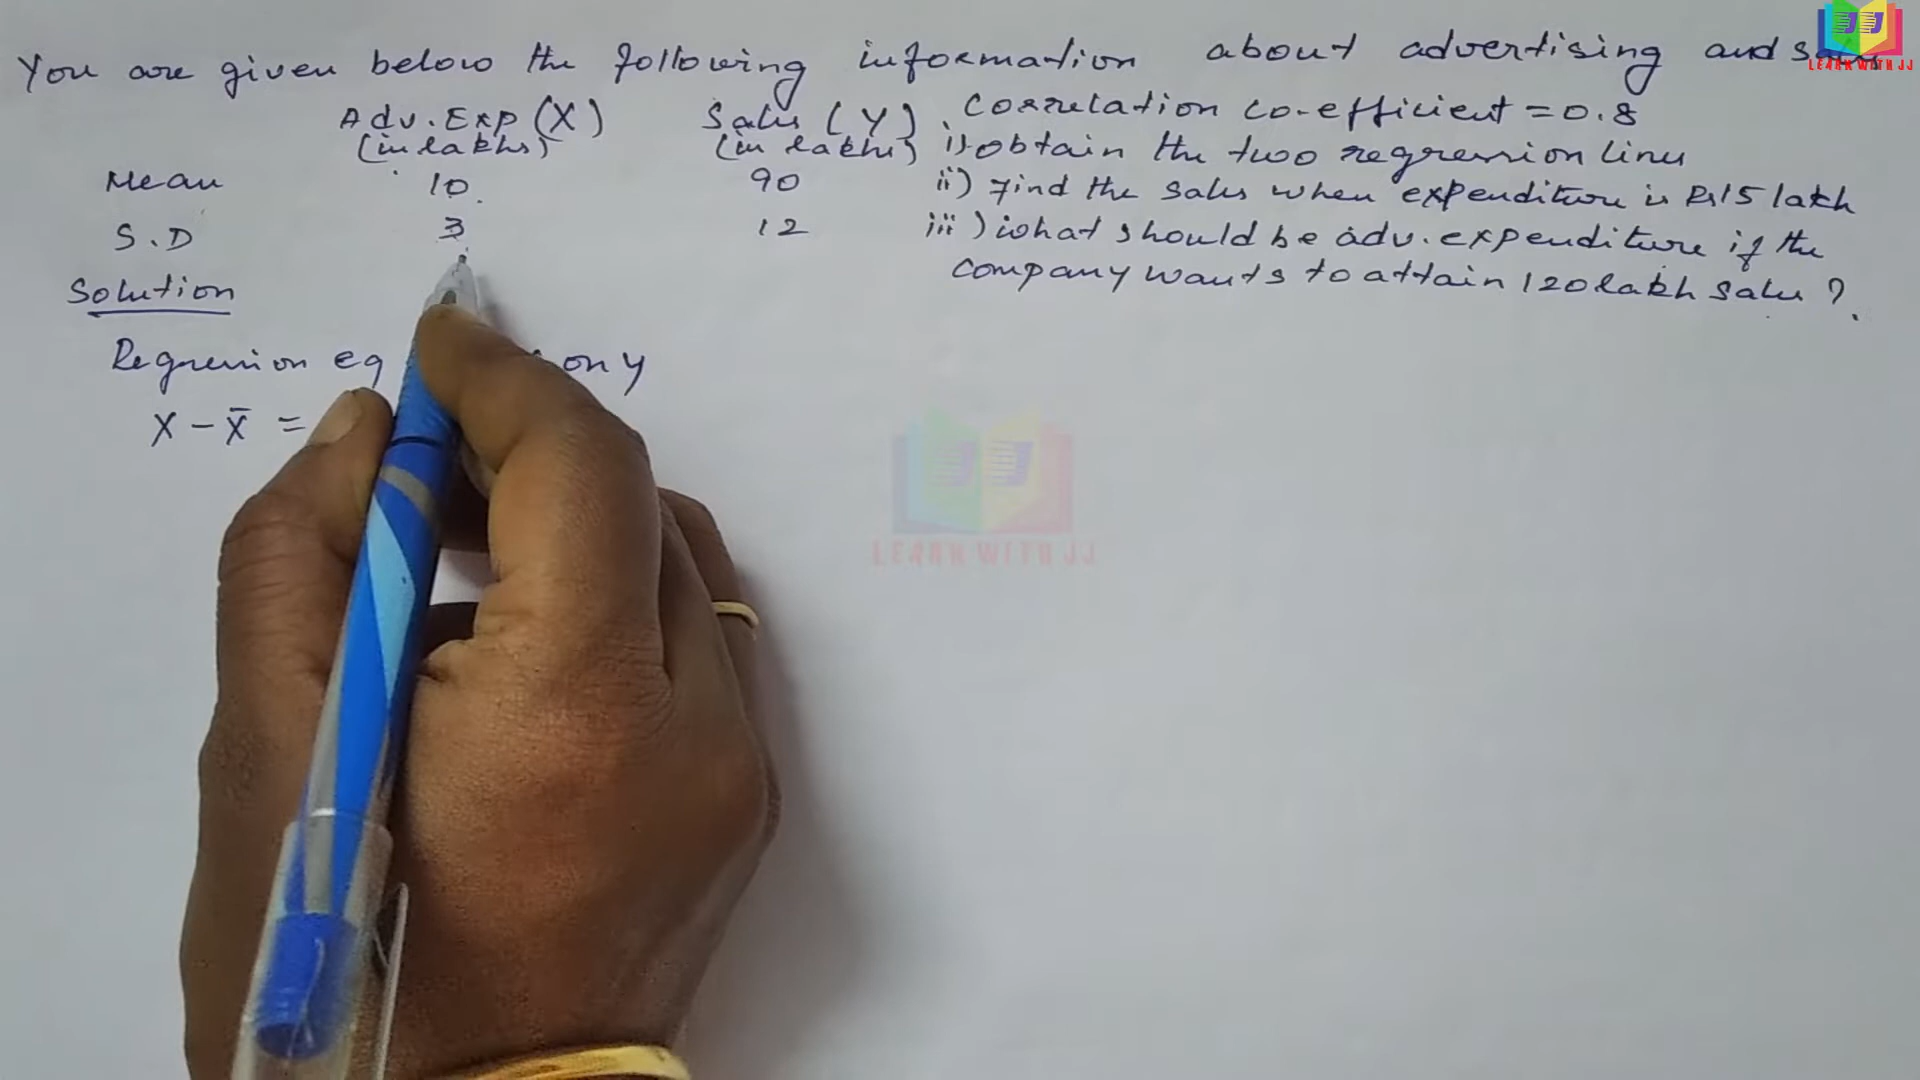 You are given below the following information about advertising and
Adv. Exp (X) Sales (Y). Correlation co-efficient = 0.8
(in lakhs) (in lakhs) i) obtain the two regression lines
Mean 10 90 ii) Find the sales when expenditure is Rs15 lakh
S.D 3 12 iii) what should be adv. expenditure if the
company wants to attain 120 lakh sales ?
Solution
Regression eq on y
X - X̄ =
LEARN WITH JJ
LEARN WITH JJ